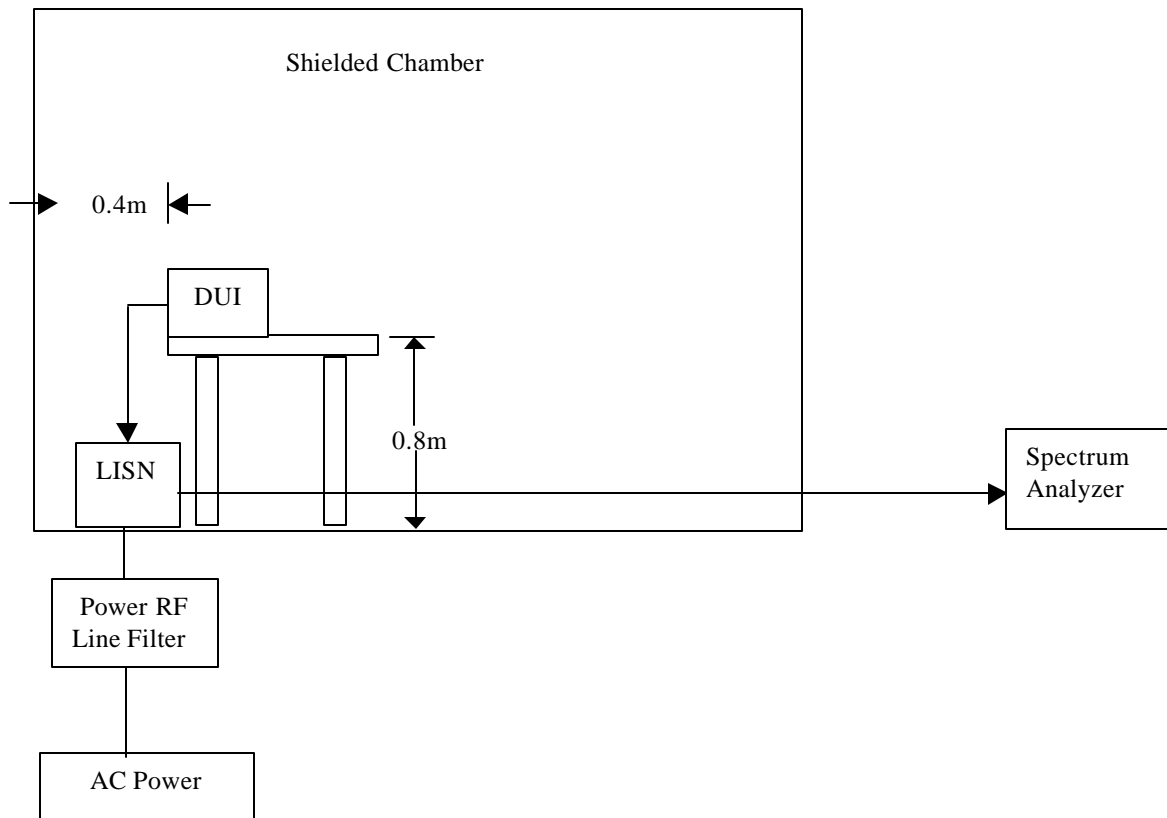 Shielded Chamber
0.4m
DUI
0.8m
LISN
Spectrum
Analyzer
Power RF
Line Filter
AC Power